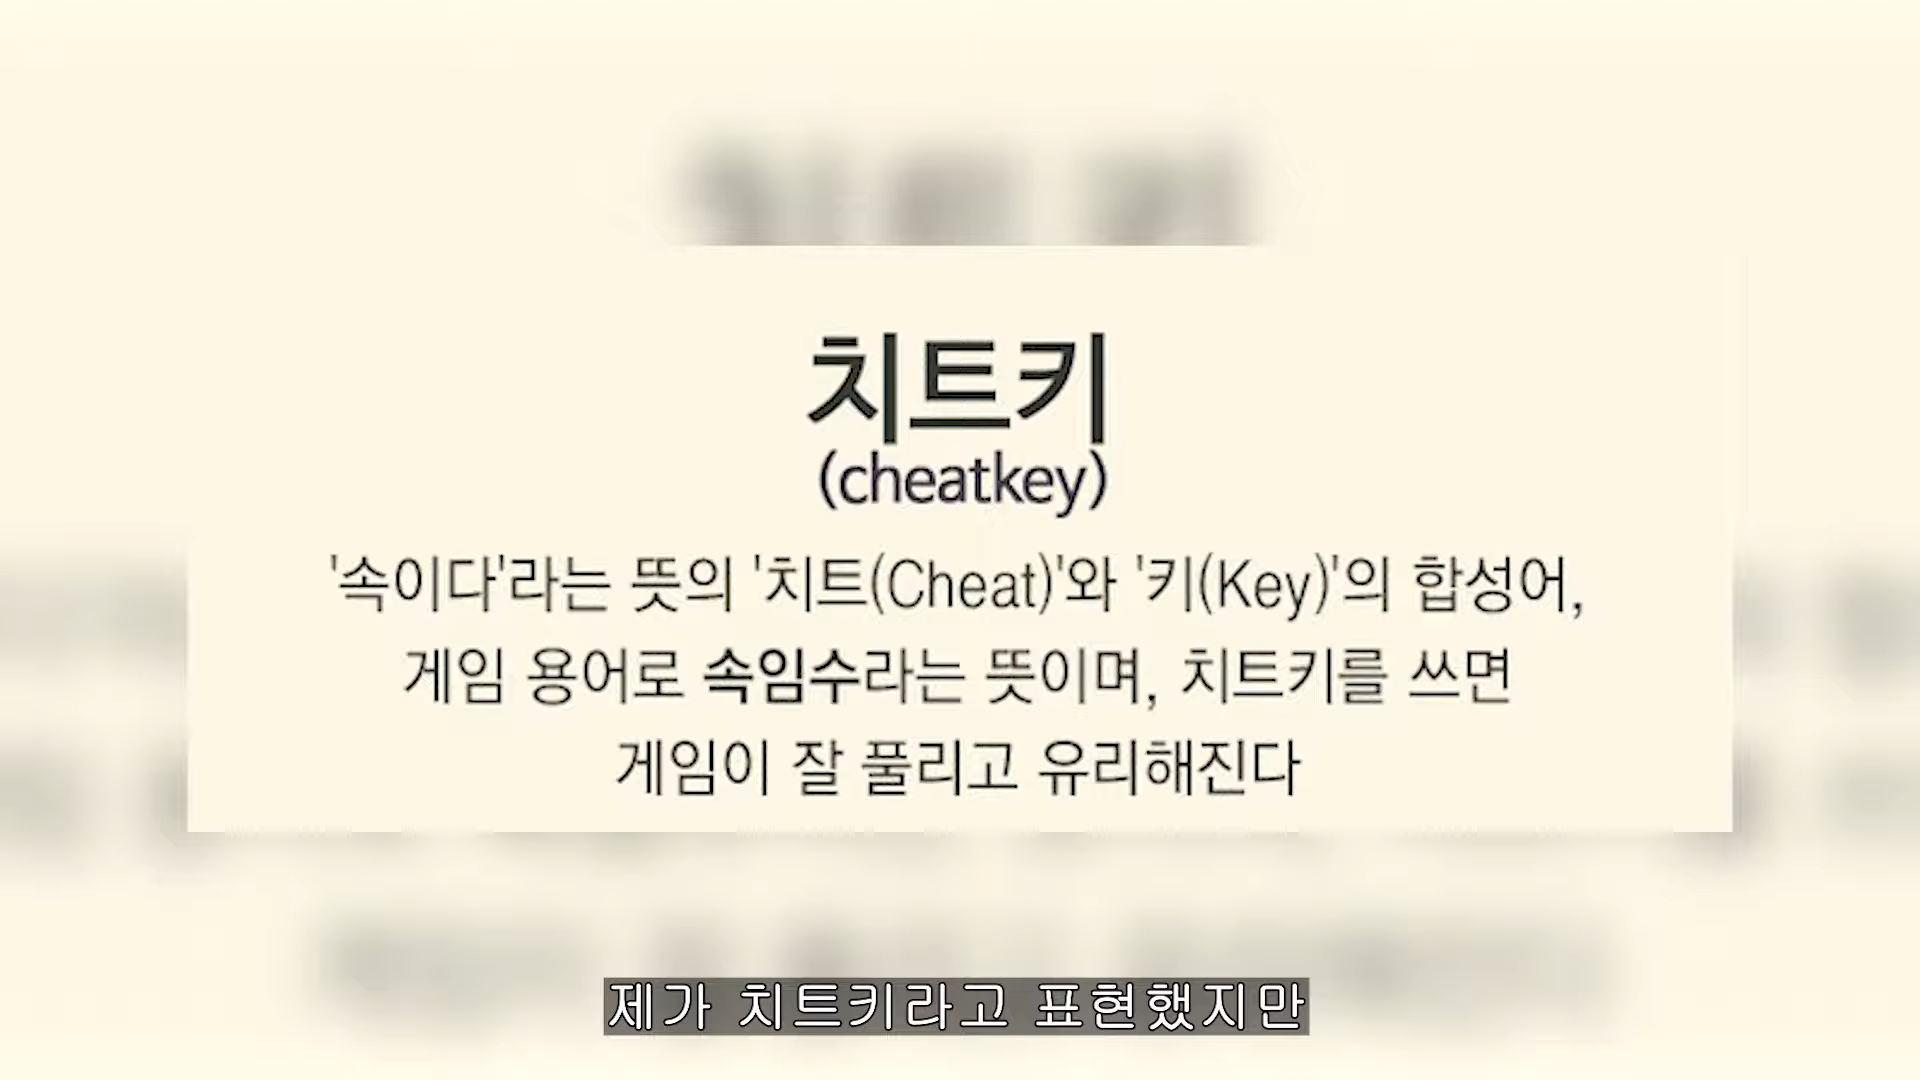 치트키
(cheatkey)
'속이다'라는 뜻의 '치트(Cheat)'와 '키(Key)'의 합성어,
게임 용어로 속임수라는 뜻이며, 치트키를 쓰면
게임이 잘 풀리고 유리해진다
제가 치트키라고 표현했지만